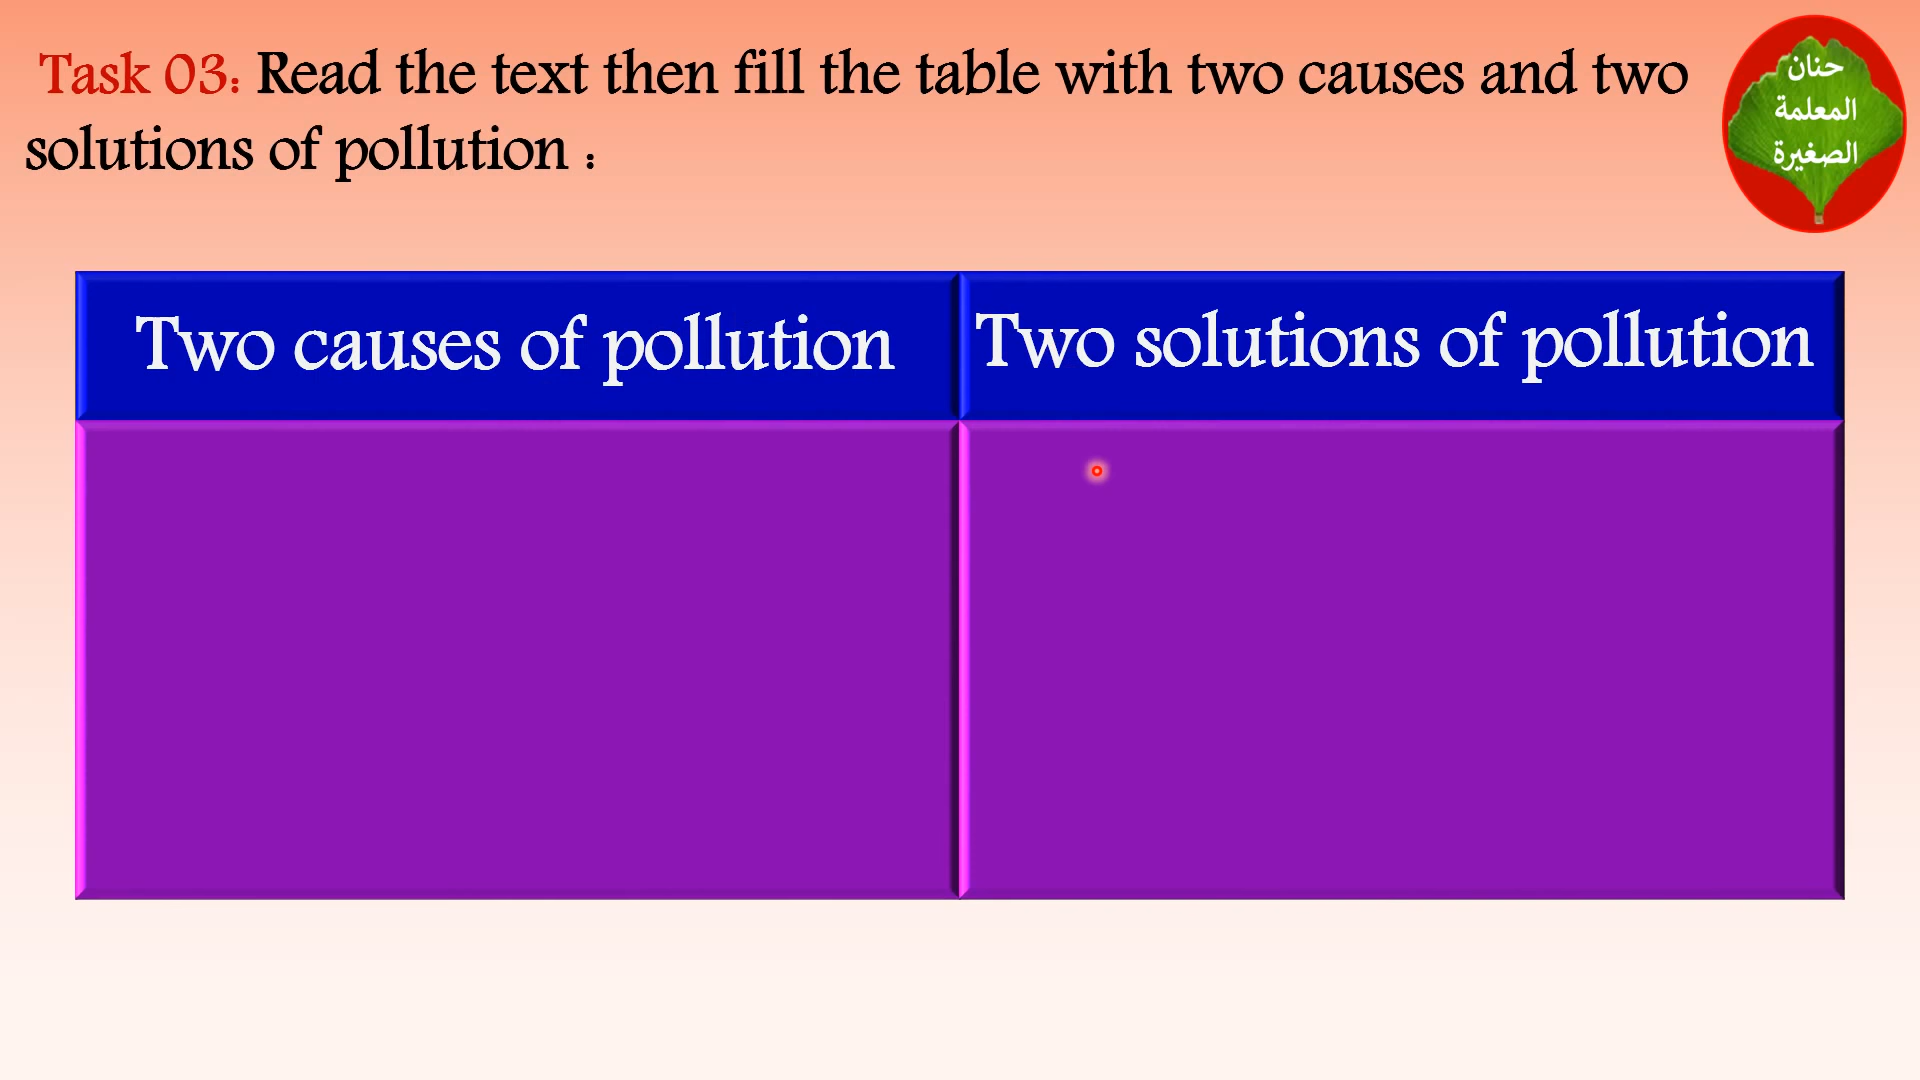 Task 03: Read the text then fill the table with two causes and two
solutions of pollution :
حنان
المعلمة
الصغيرة
Two causes of pollution
Two solutions of pollution